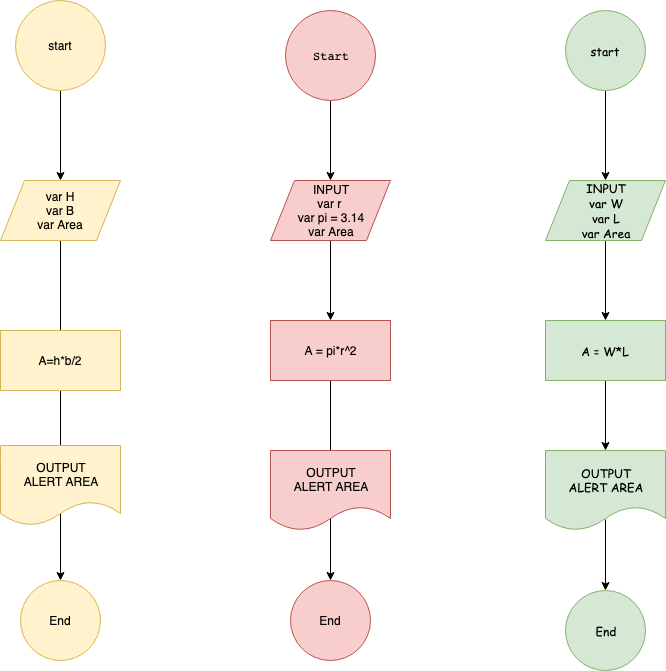 start
var H
var B
var Area
A=h*b/2
OUTPUT
ALERT AREA
End
Start
INPUT
var r
var pi = 3.14
var Area
A = pi*r^2
OUTPUT
ALERT AREA
End
start
INPUT
var W
var L
var Area
A = W*L
OUTPUT
ALERT AREA
End